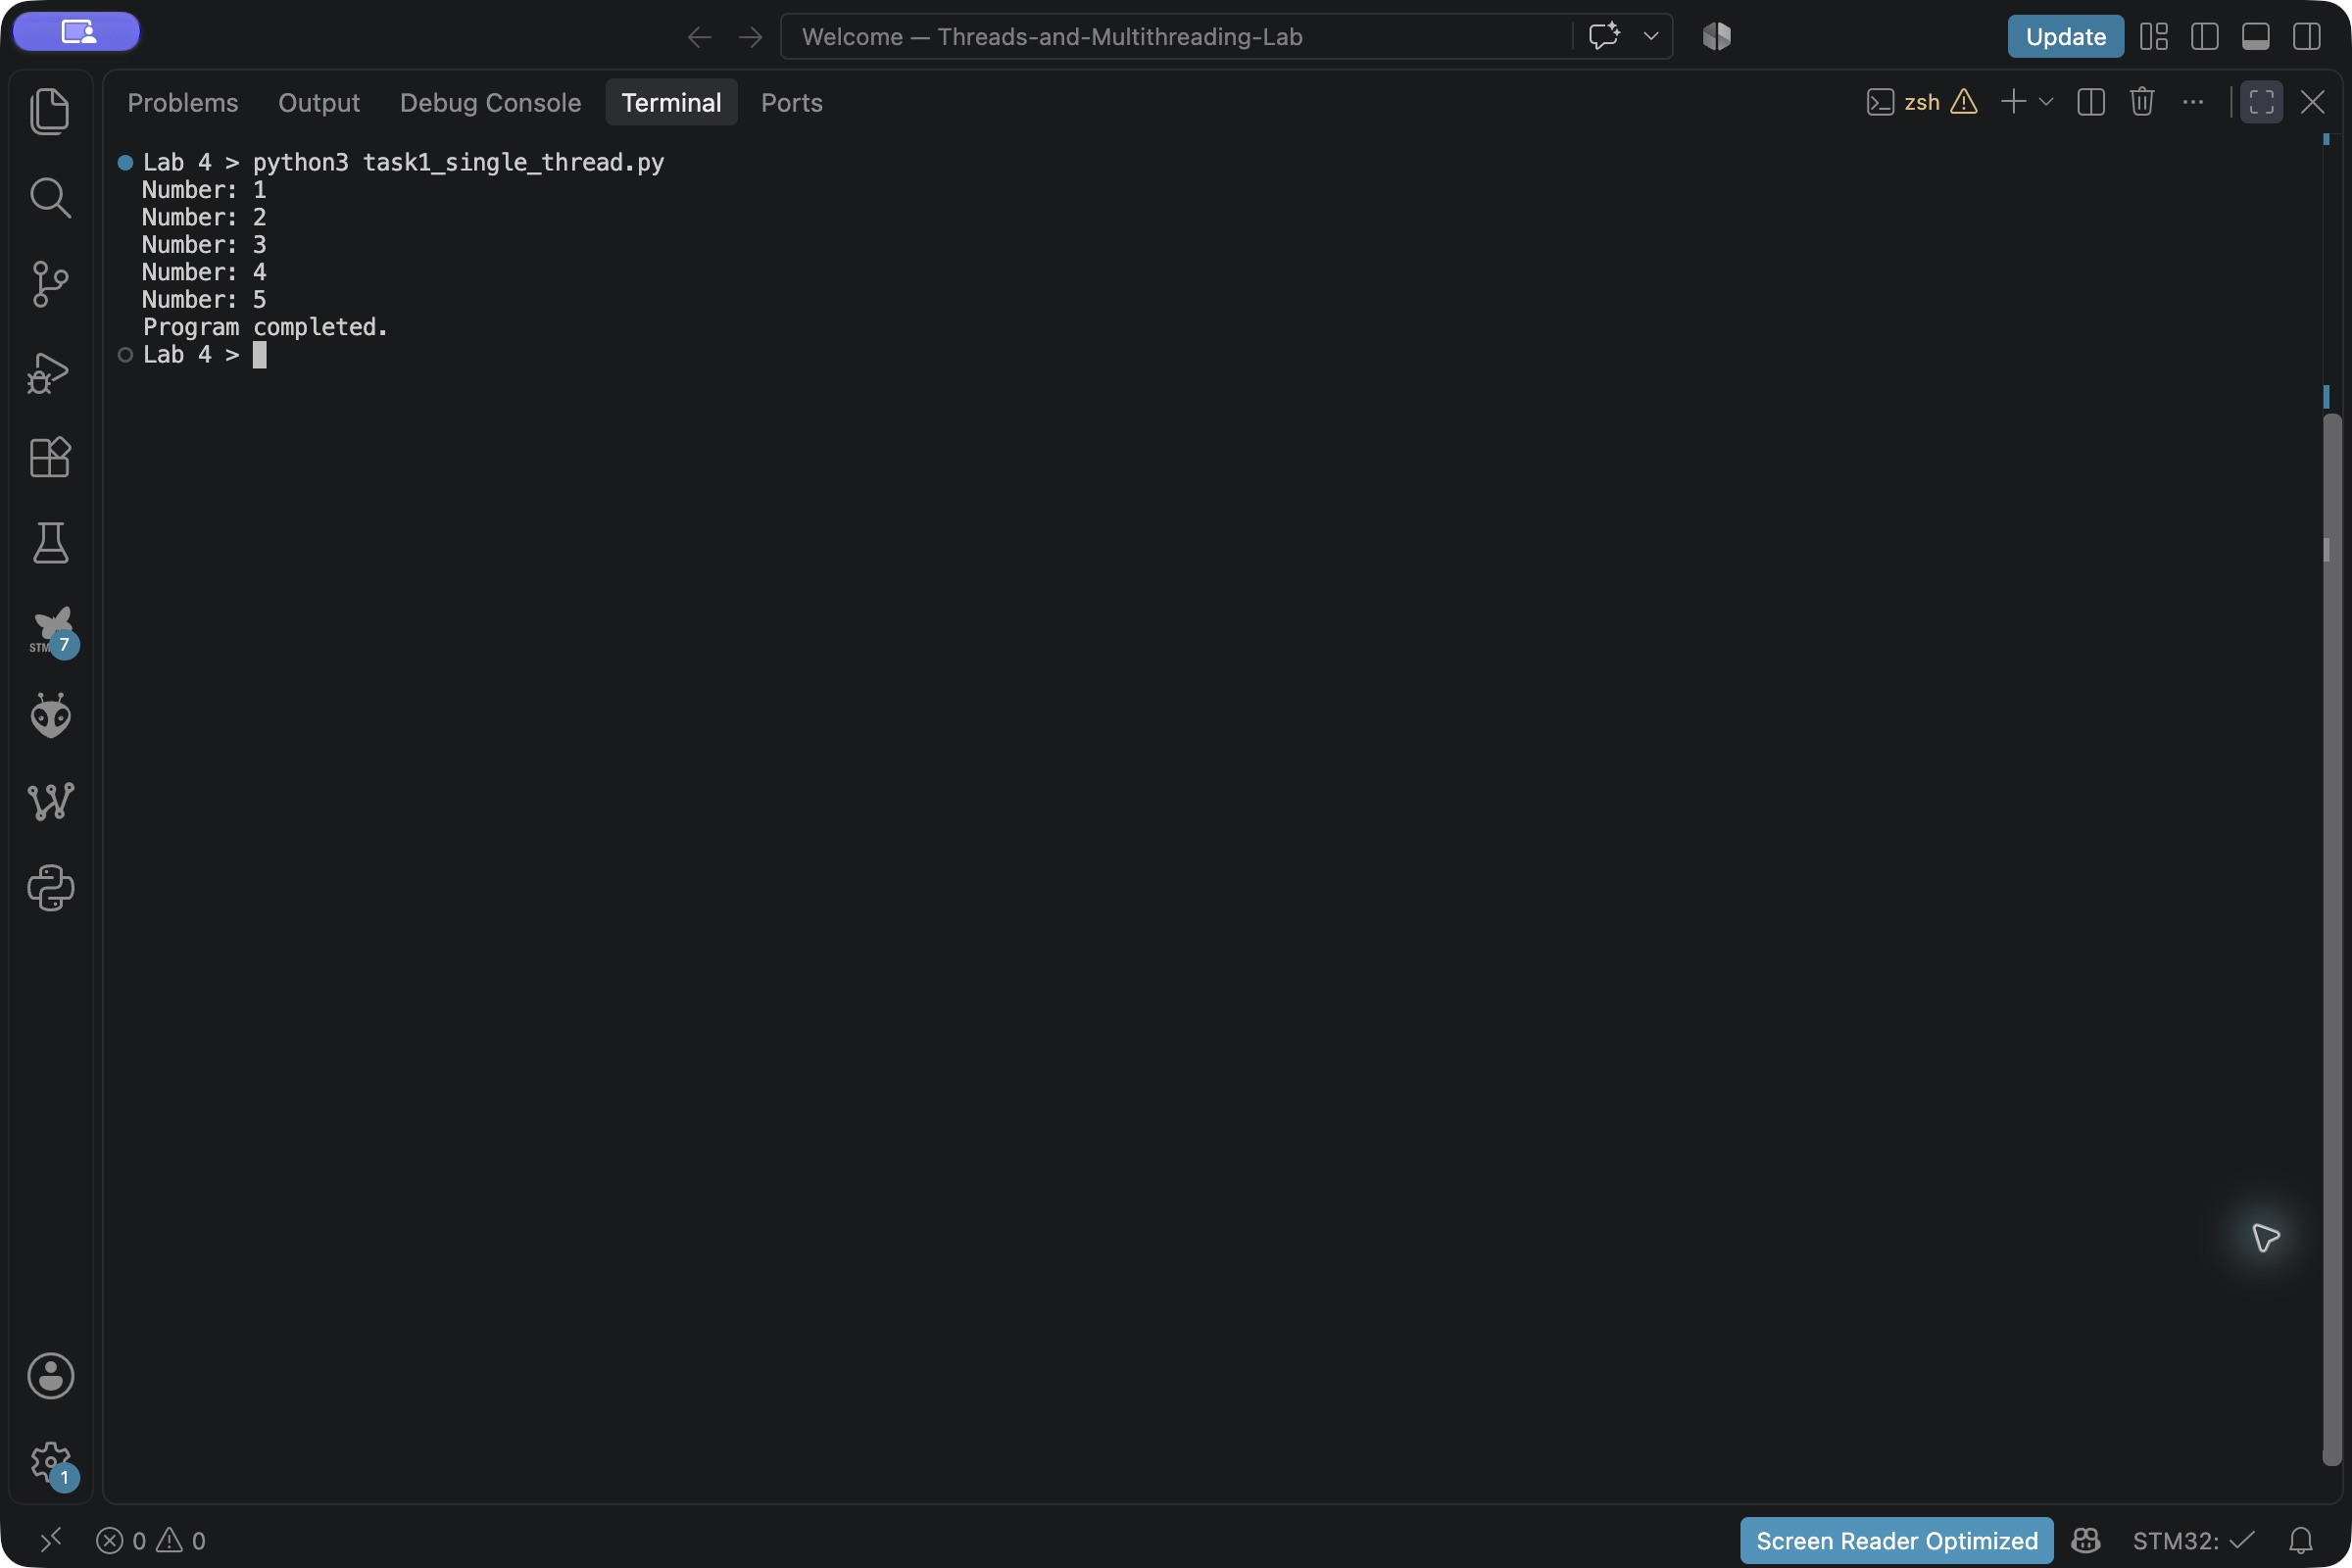 Welcome — Threads-and-Multithreading-Lab
Update
Problems Output Debug Console Terminal Ports
zsh
Lab 4 > python3 task1_single_thread.py
Number: 1
Number: 2
Number: 3
Number: 4
Number: 5
Program completed.
Lab 4 >
STM
7
1
0 0
Screen Reader Optimized
STM32: